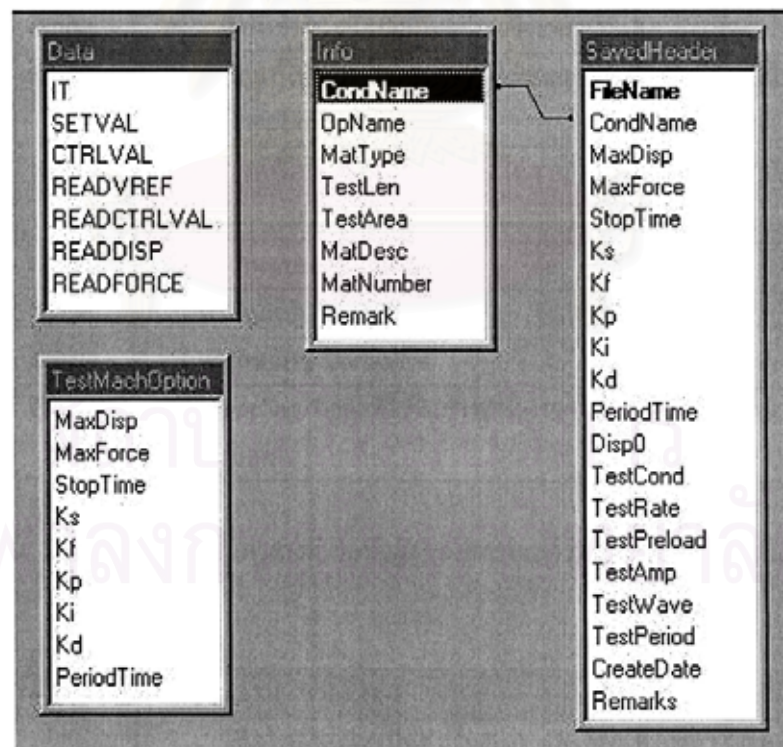 Data
IT
SETVAL
CTRLVAL
READVREF
READCTRLVAL
READDISP
READFORCE
Info
CondName
OpName
MatType
TestLen
TestArea
MatDesc
MatNumber
Remark
SavedHeader
FileName
CondName
MaxDisp
MaxForce
StopTime
Ks
Kf
Kp
Ki
Kd
PeriodTime
Disp0
TestCond
TestRate
TestPreload
TestAmp
TestWave
TestPeriod
CreateDate
Remarks
TestMachOption
MaxDisp
MaxForce
StopTime
Ks
Kf
Kp
Ki
Kd
PeriodTime